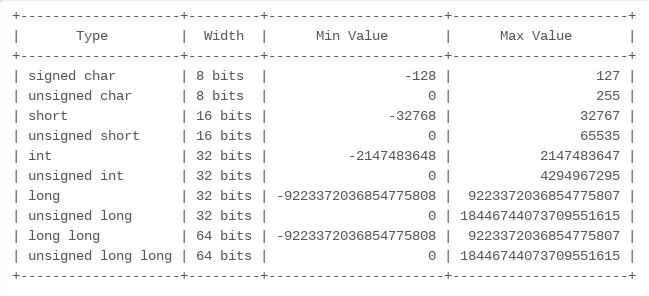 +--------------------+---------+----------------------+----------------------+
|       Type         |  Width  |      Min Value       |      Max Value       |
+--------------------+---------+----------------------+----------------------+
| signed char        | 8 bits  |                 -128 |                  127 |
| unsigned char      | 8 bits  |                    0 |                  255 |
| short              | 16 bits |               -32768 |                32767 |
| unsigned short     | 16 bits |                    0 |                65535 |
| int                | 32 bits |          -2147483648 |           2147483647 |
| unsigned int       | 32 bits |                    0 |           4294967295 |
| long               | 32 bits | -9223372036854775808 |  9223372036854775807 |
| unsigned long      | 32 bits |                    0 | 18446744073709551615 |
| long long          | 64 bits | -9223372036854775808 |  9223372036854775807 |
| unsigned long long | 64 bits |                    0 | 18446744073709551615 |
+--------------------+---------+----------------------+----------------------+